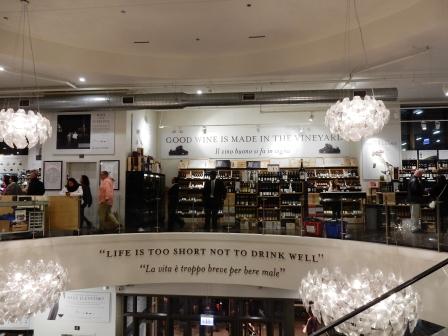 GOOD WINE IS MADE IN THE VINEYARD
Il vino buono si fa in vigna
"LIFE IS TOO SHORT NOT TO DRINK WELL"
"La vita è troppo breve per bere male"